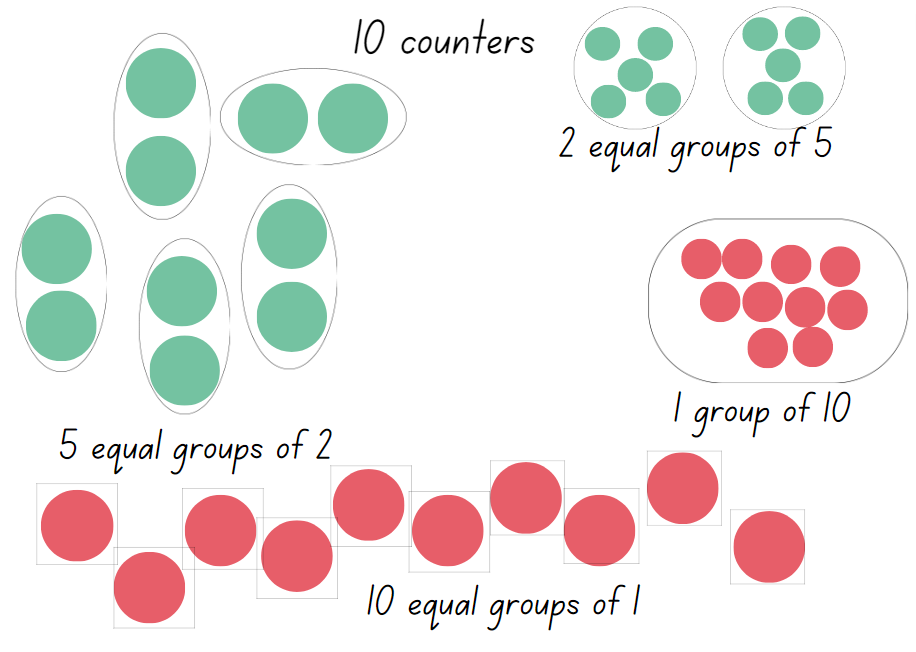 10 counters
2 equal groups of 5
1 group of 10
5 equal groups of 2
10 equal groups of 1